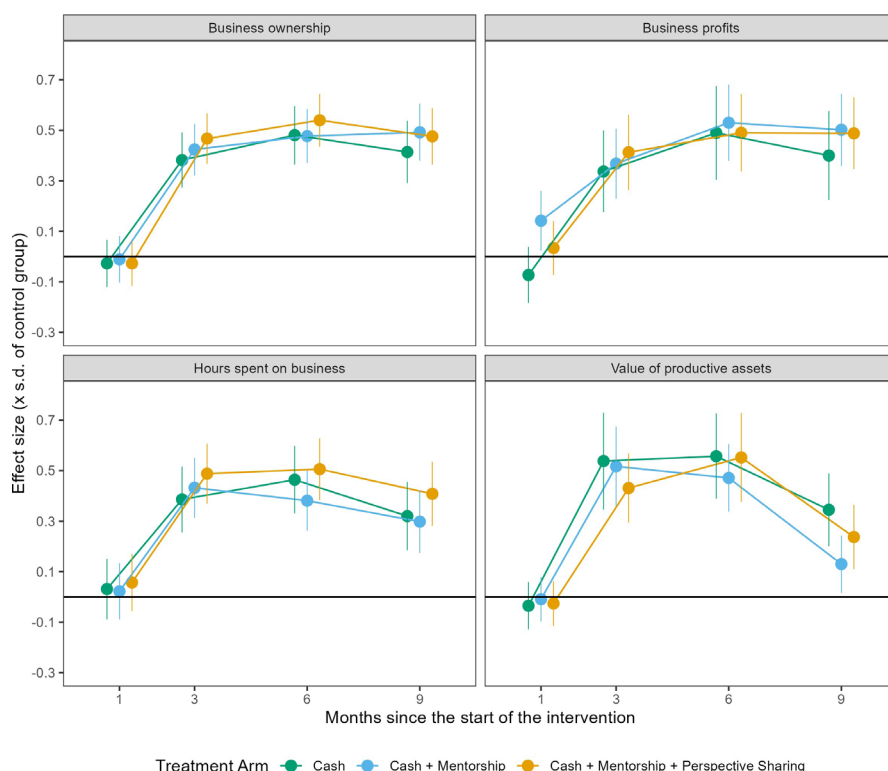 Business ownership
Business profits
0.7
0.5
0.3
0.1
-0.1
-0.3
Hours spent on business
Value of productive assets
0.7
0.5
0.3
0.1
-0.1
-0.3
Effect size (x s.d. of control group)
1 3 6 9
1 3 6 9
Months since the start of the intervention
Treatment Arm Cash Cash + Mentorship Cash + Mentorship + Perspective Sharing